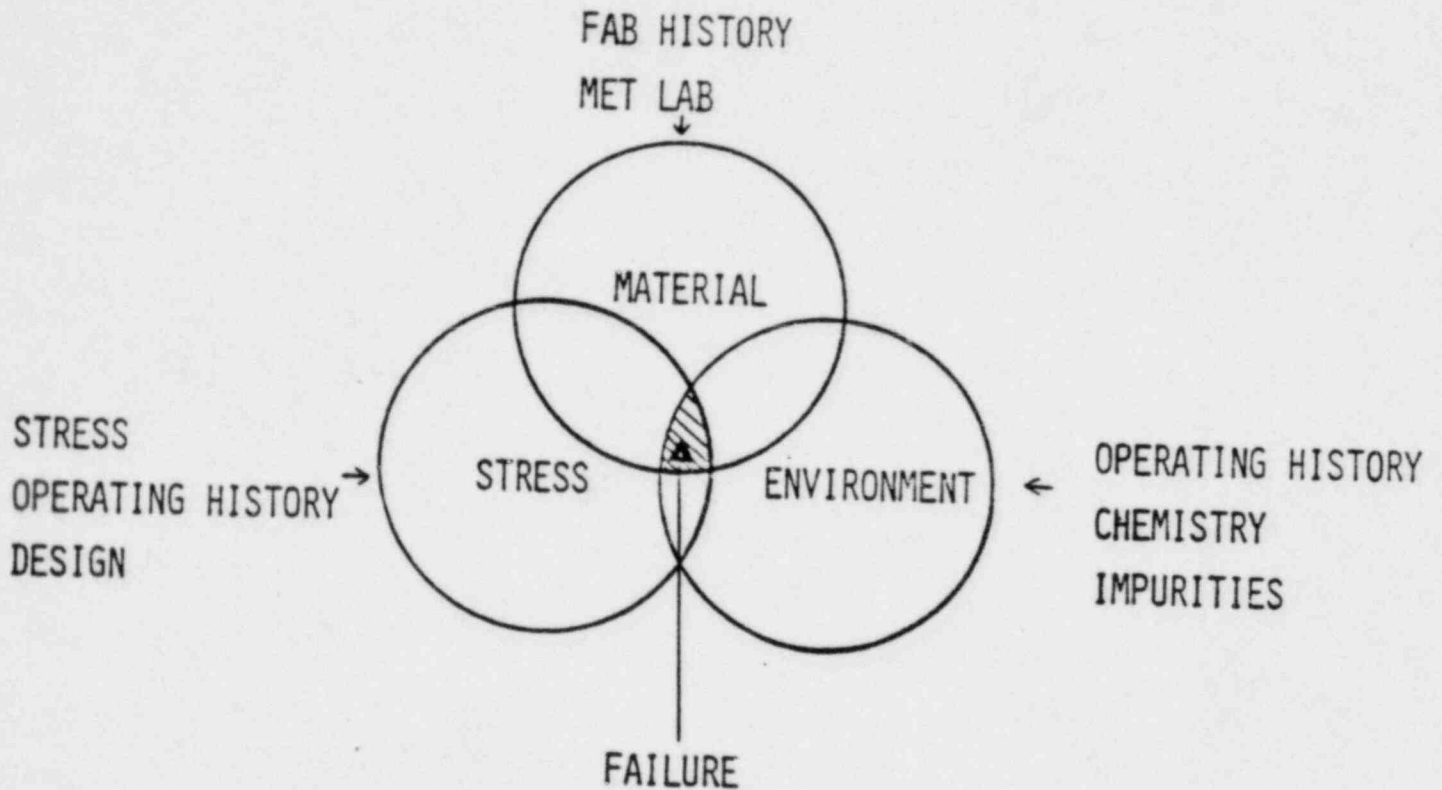 FAB HISTORY
MET LAB
MATERIAL
STRESS
OPERATING HISTORY
DESIGN
STRESS
ENVIRONMENT
OPERATING HISTORY
CHEMISTRY
IMPURITIES
FAILURE